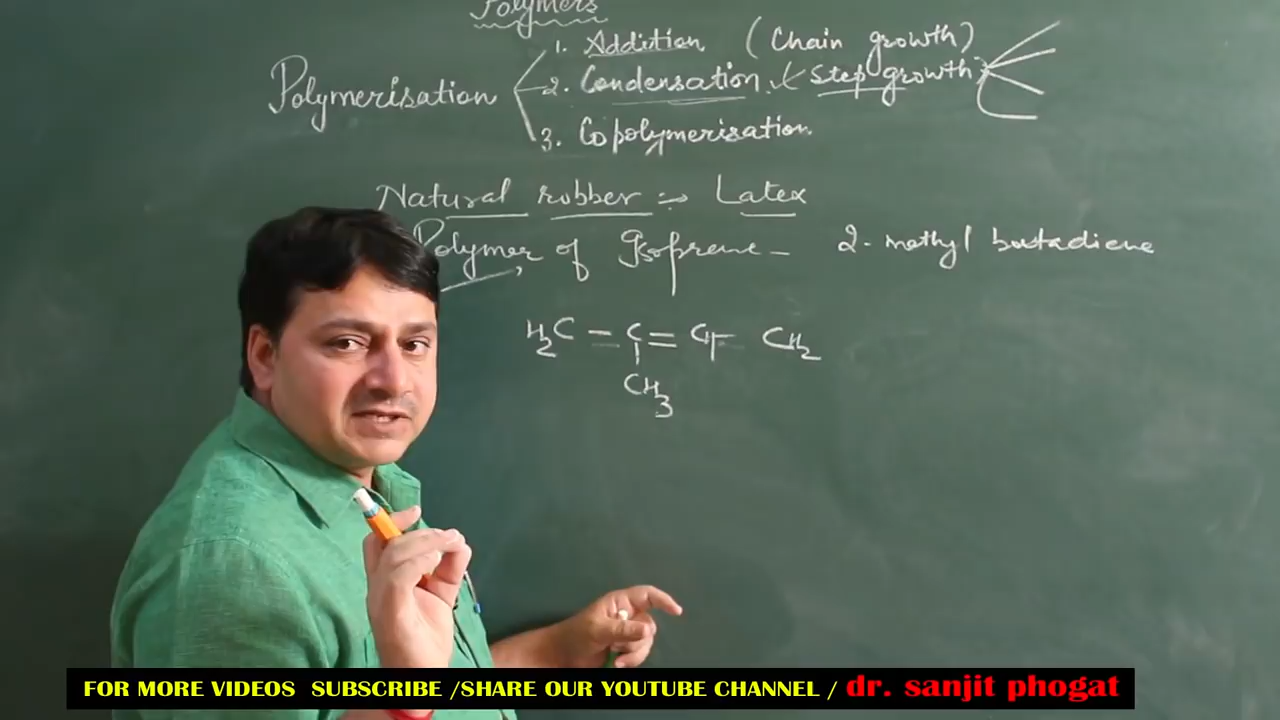 Polymers
Polymerisation
1. Addition (Chain growth)
2. Condensation (Step growth
3. Copolymerisation
Natural rubber :- Latex
Polymer of Isoprene – 2-methyl butadiene
H2C – C = CH – CH2
CH3
FOR MORE VIDEOS SUBSCRIBE /SHARE OUR YOUTUBE CHANNEL / dr. sanjit phogat